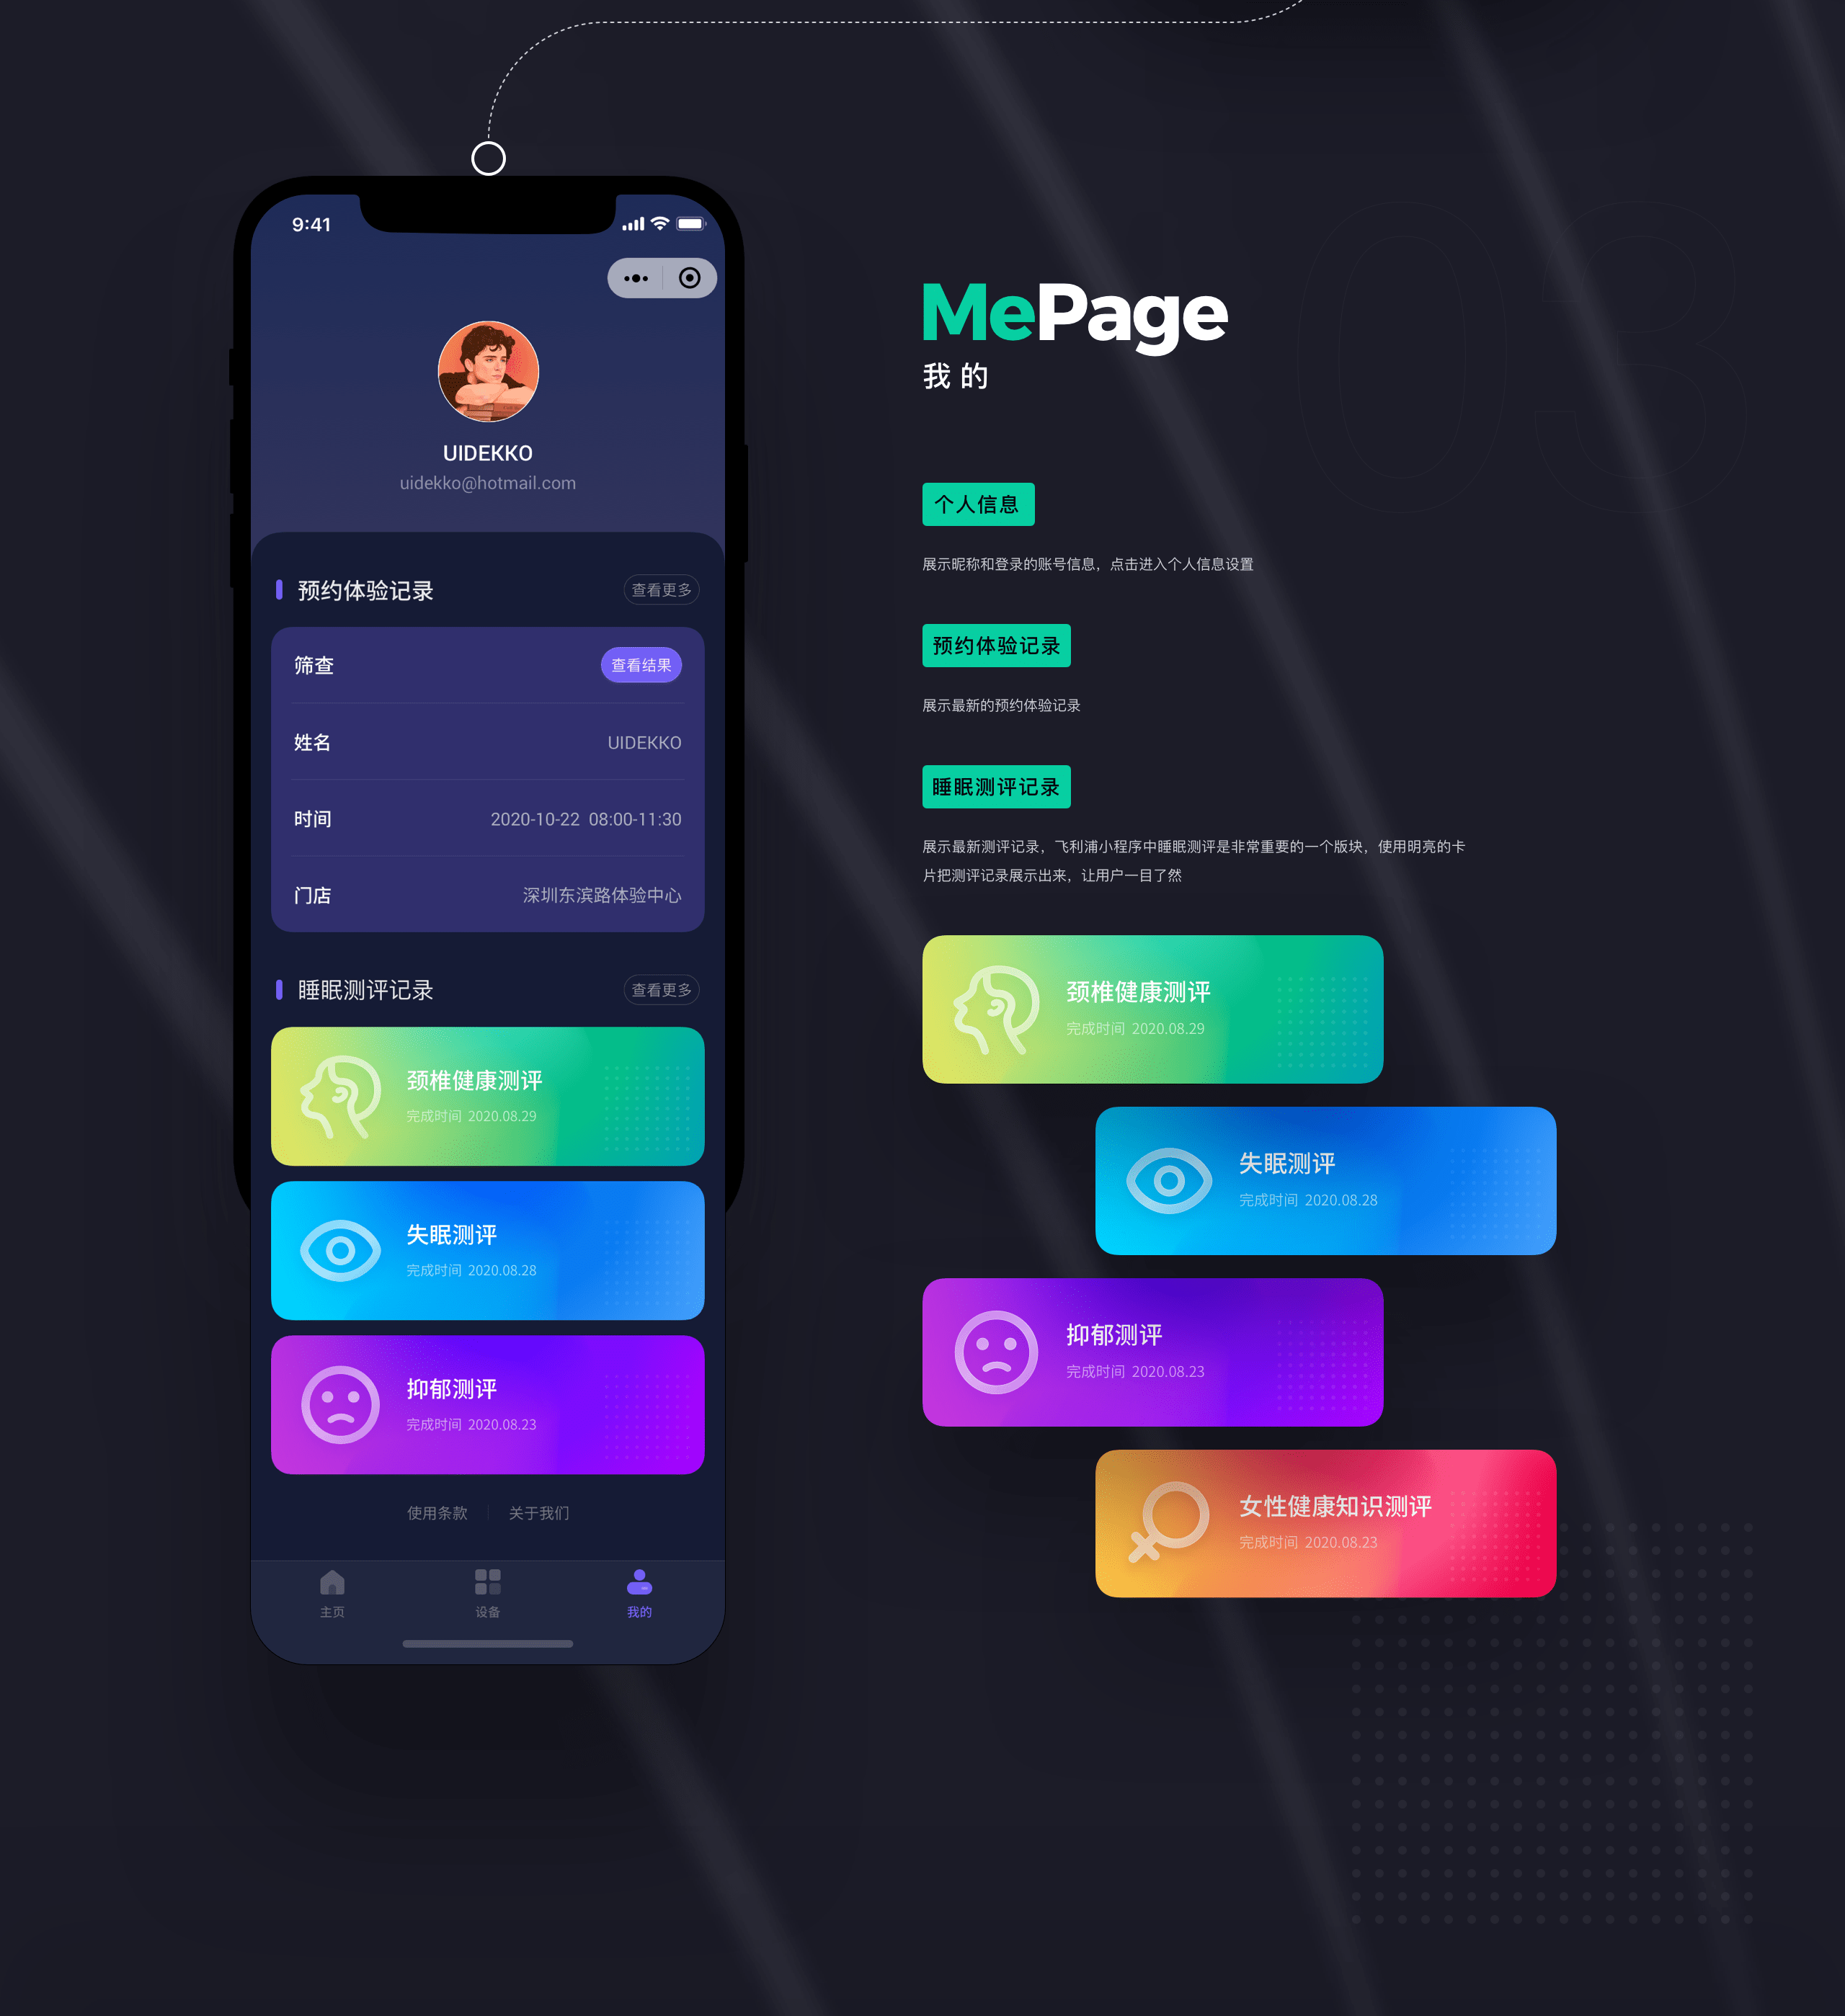 9:41
UIDEKKO
uidekko@hotmail.com
预约体验记录
查看更多
筛查
查看结果
姓名
UIDEKKO
时间
2020-10-22 08:00-11:30
门店
深圳东滨路体验中心
睡眠测评记录
查看更多
颈椎健康测评
完成时间 2020.08.29
失眠测评
完成时间 2020.08.28
抑郁测评
完成时间 2020.08.23
使用条款
关于我们
主页
设备
我的
03
MePage
我的
个人信息
展示昵称和登录的账号信息，点击进入个人信息设置
预约体验记录
展示最新的预约体验记录
睡眠测评记录
展示最新测评记录，飞利浦小程序中睡眠测评是非常重要的一个版块，使用明亮的卡
片把测评记录展示出来，让用户一目了然
颈椎健康测评
完成时间 2020.08.29
失眠测评
完成时间 2020.08.28
抑郁测评
完成时间 2020.08.23
女性健康知识测评
完成时间 2020.08.23